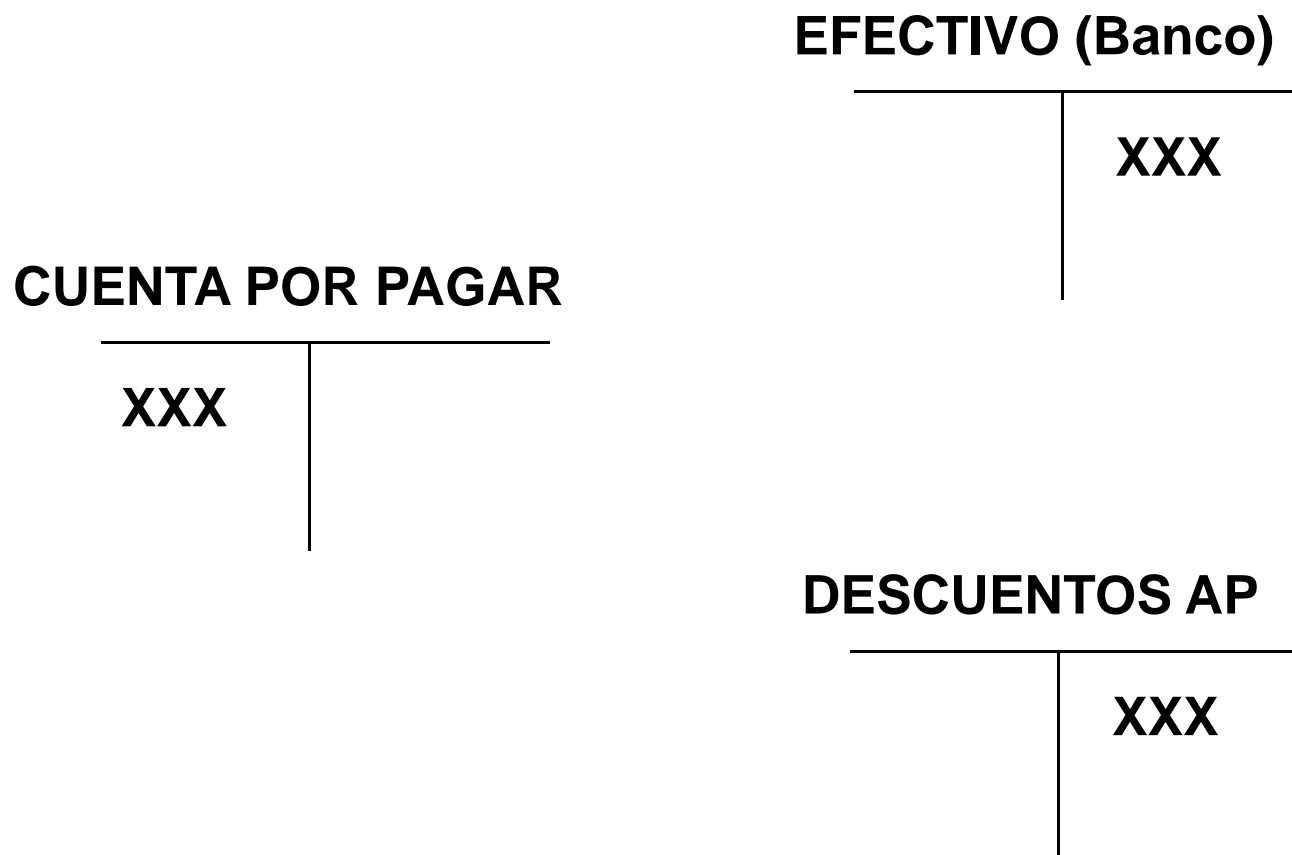 EFECTIVO (Banco)
XXX
CUENTA POR PAGAR
XXX
DESCUENTOS AP
XXX